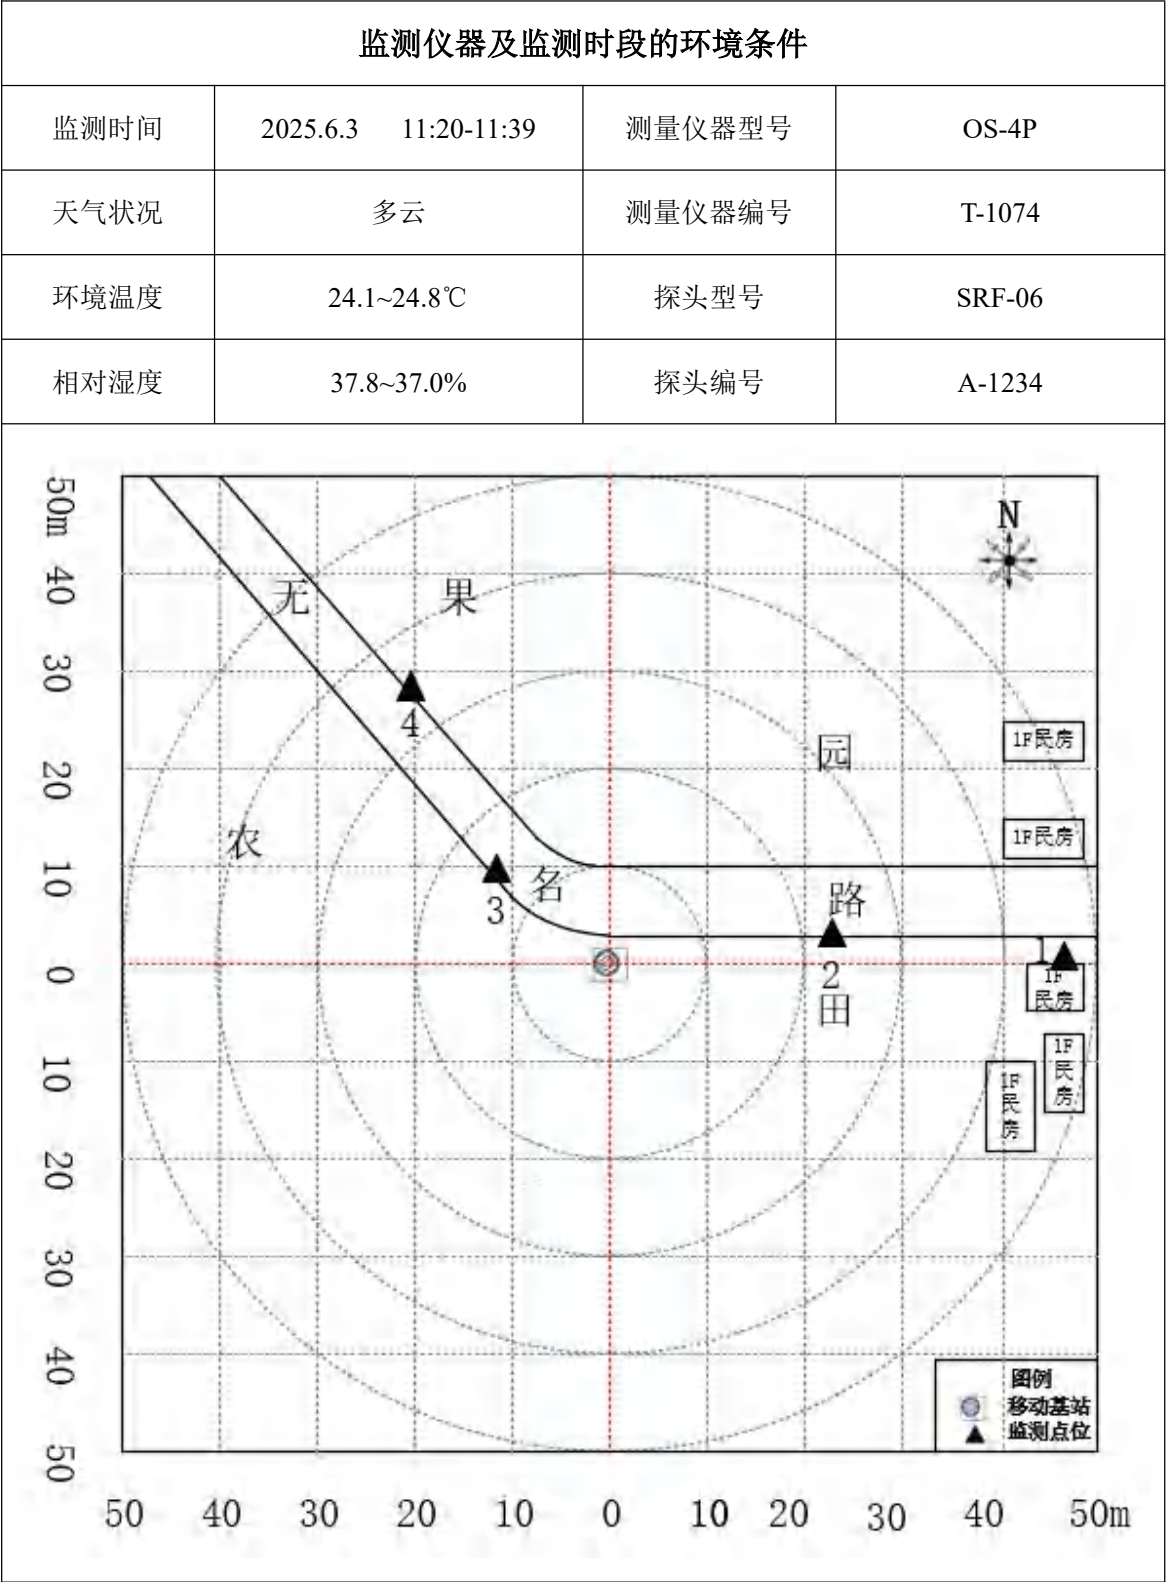 监测仪器及监测时段的环境条件
监测时间 2025.6.3 11:20-11:39 测量仪器型号 OS-4P
天气状况 多云 测量仪器编号 T-1074
环境温度 24.1~24.8℃ 探头型号 SRF-06
相对湿度 37.8~37.0% 探头编号 A-1234
50m
N
40
无 果
30
4
园
1F民房
20
农
1F民房
10
3
名
路
1
0
2
1F
民房
田
10
1F
民
房
1F
民
房
20
30
40
图例
移动基站
监测点位
50
50 40 30 20 10 0 10 20 30 40 50m